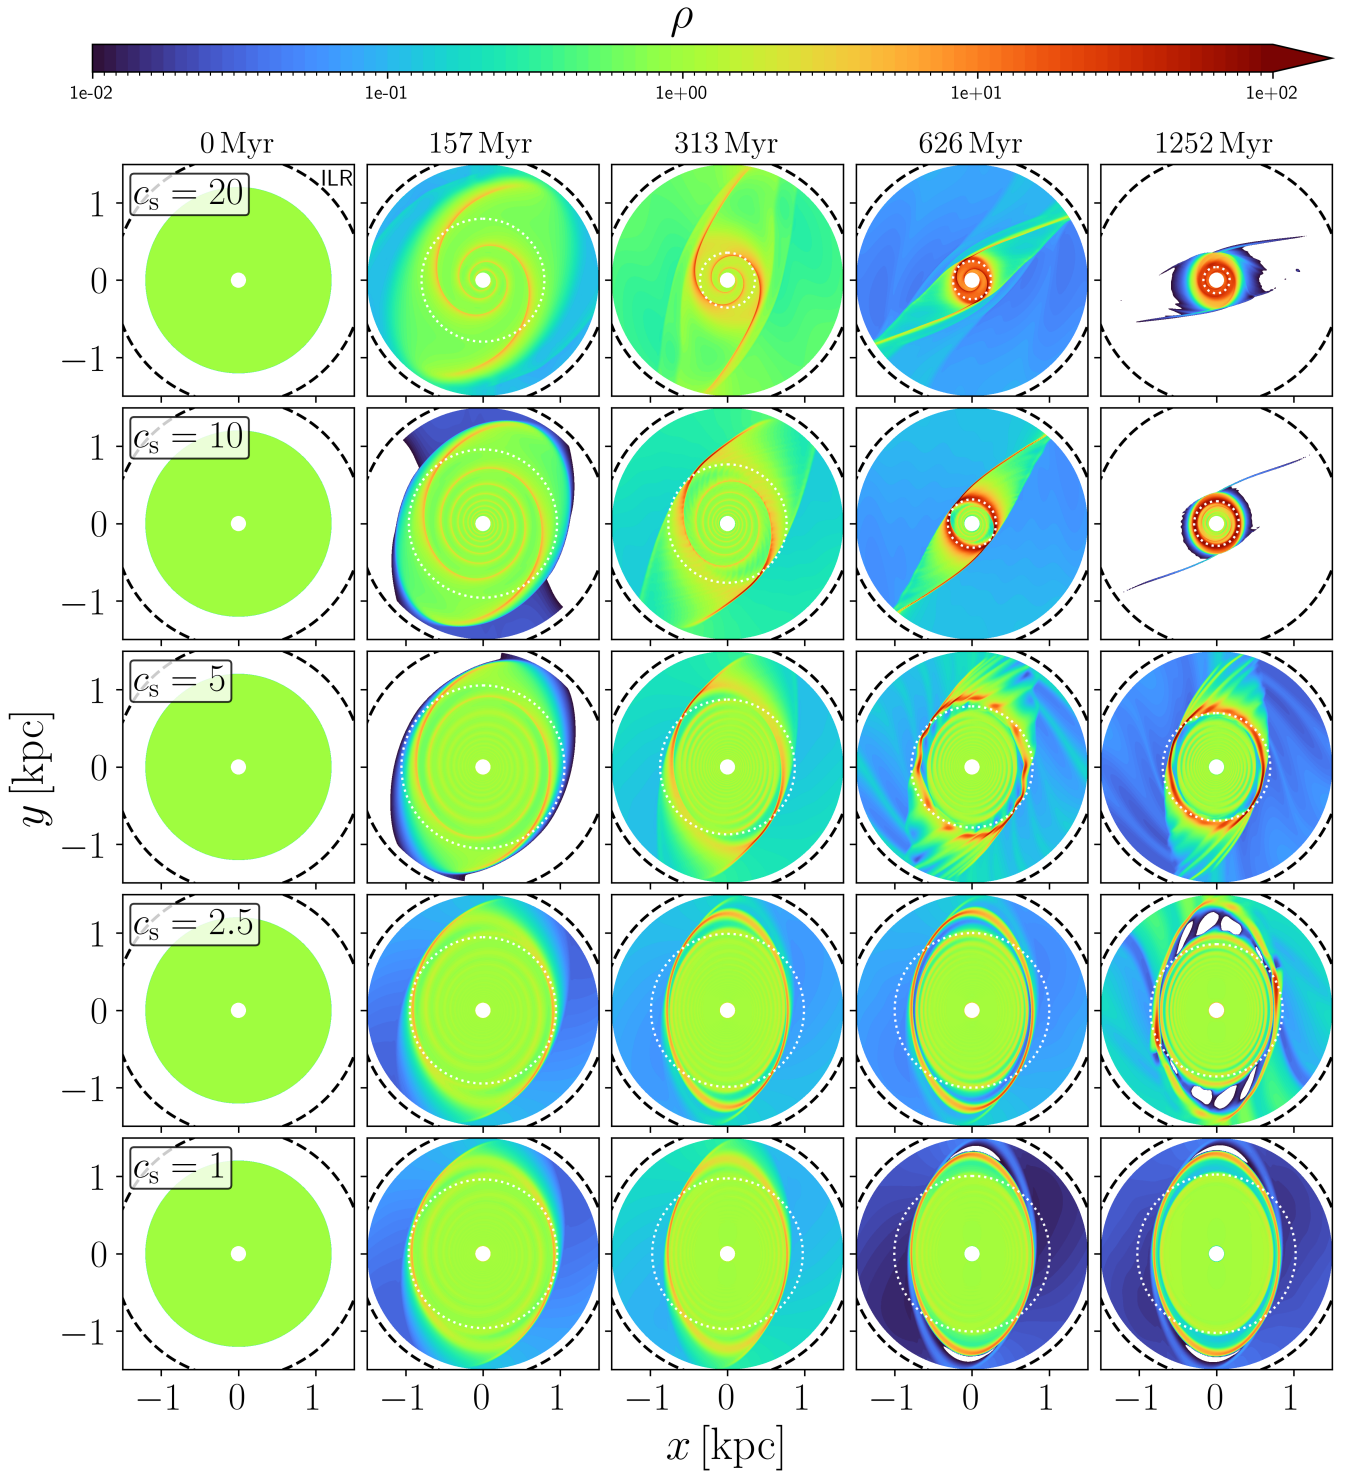 ρ
1e-02 1e-01 1e+00 1e+01 1e+02
0 Myr 157 Myr 313 Myr 626 Myr 1252 Myr
ILR
c_s = 20
1
0
−1
c_s = 10
1
0
−1
c_s = 5
1
0
−1
c_s = 2.5
1
0
−1
c_s = 1
1
0
−1
y [kpc]
−1 0 1 −1 0 1 −1 0 1 −1 0 1 −1 0 1
x [kpc]